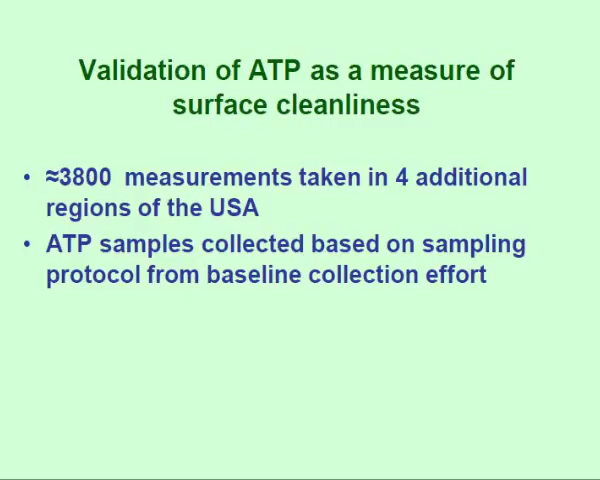 Validation of ATP as a measure of
surface cleanliness
• ≈3800 measurements taken in 4 additional
regions of the USA
• ATP samples collected based on sampling
protocol from baseline collection effort